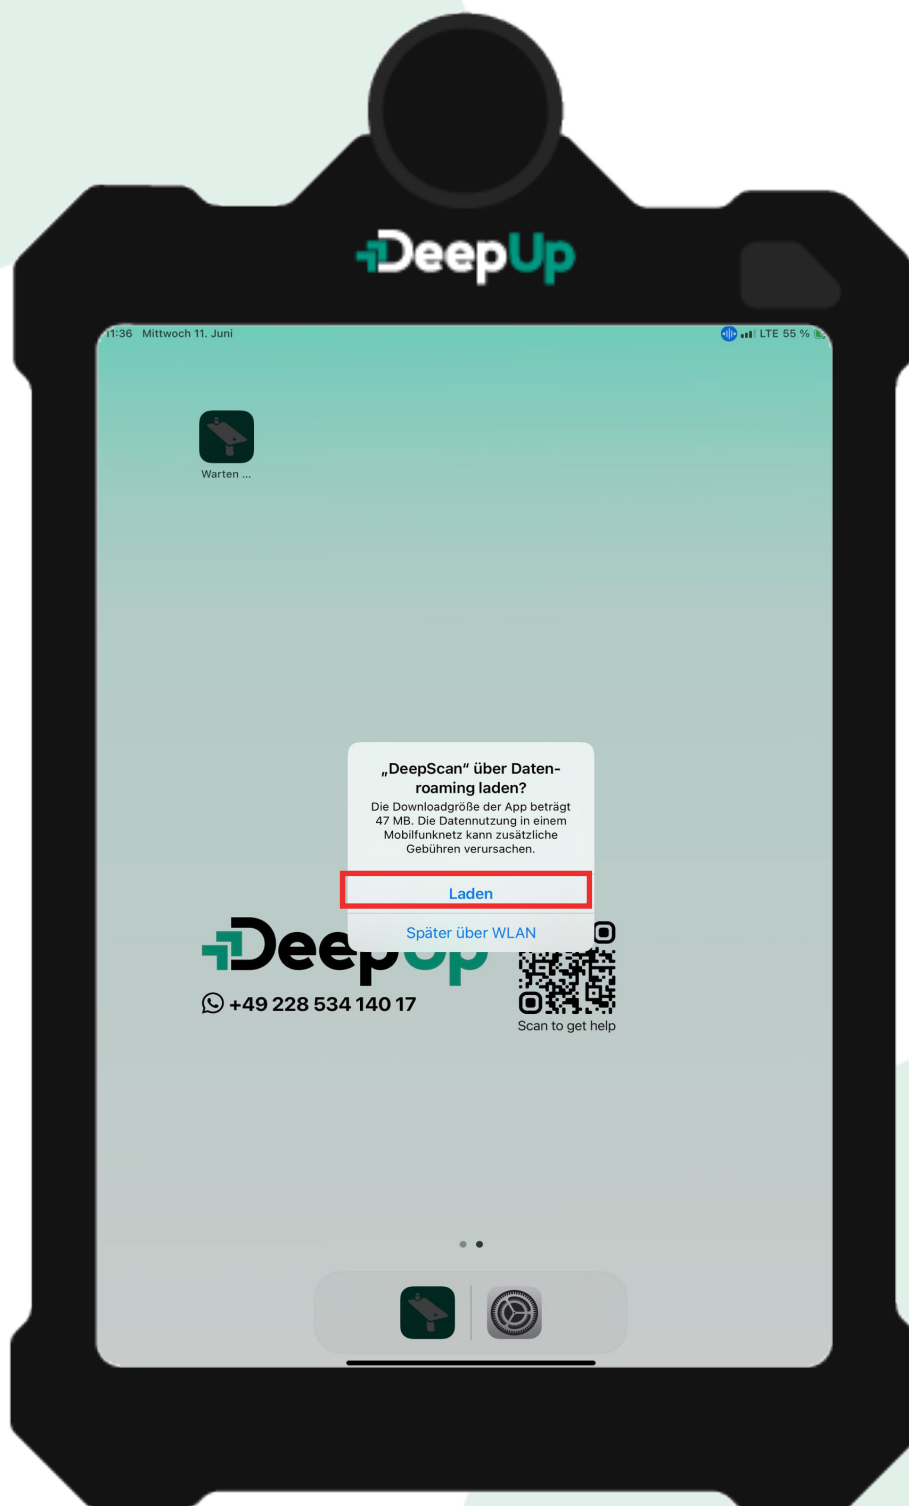 DeepUp
11:36 Mittwoch 11. Juni
LTE 55 %
Warten ...
„DeepScan“ über Daten-
roaming laden?
Die Downloadgröße der App beträgt
47 MB. Die Datennutzung in einem
Mobilfunknetz kann zusätzliche
Gebühren verursachen.
Laden
Später über WLAN
DeepUp
+49 228 534 140 17
Scan to get help